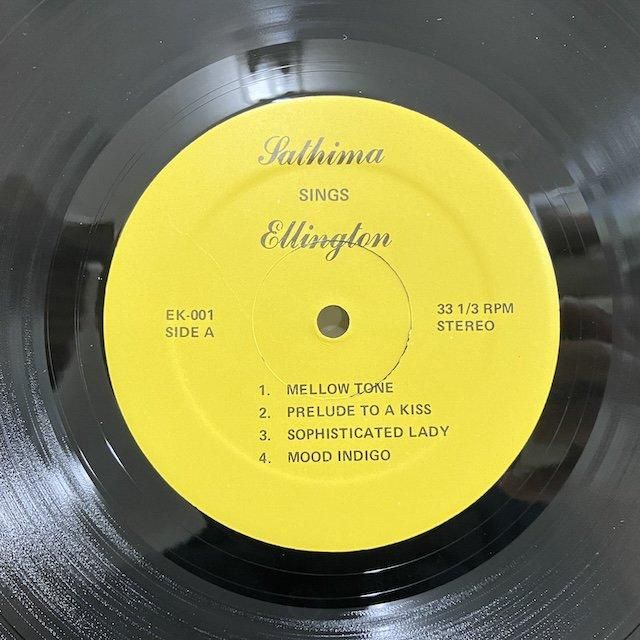 Sathima
SINGS
Ellington
EK-001
SIDE A
33 1/3 RPM
STEREO
1. MELLOW TONE
2. PRELUDE TO A KISS
3. SOPHISTICATED LADY
4. MOOD INDIGO